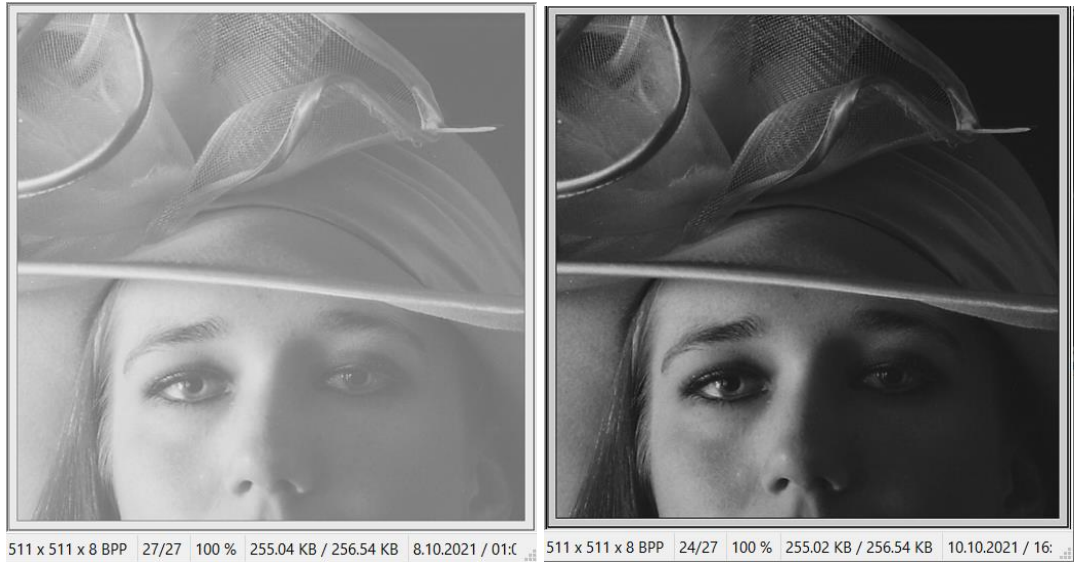 511 x 511 x 8 BPP 27/27 100 % 255.04 KB / 256.54 KB 8.10.2021 / 01:
511 x 511 x 8 BPP 24/27 100 % 255.02 KB / 256.54 KB 10.10.2021 / 16: